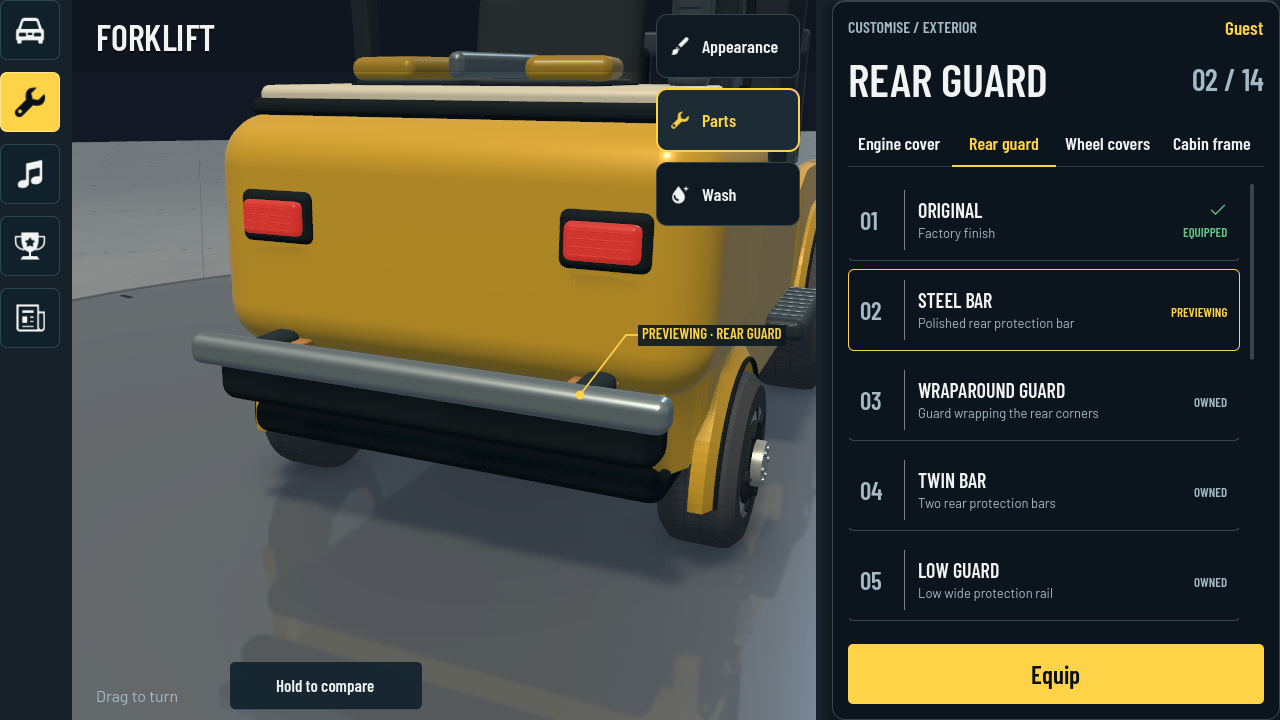 FORKLIFT
Appearance
Parts
Wash
PREVIEWING · REAR GUARD
Drag to turn
Hold to compare
CUSTOMISE / EXTERIOR
Guest
REAR GUARD
02 / 14
Engine cover
Rear guard
Wheel covers
Cabin frame
01
ORIGINAL
Factory finish
EQUIPPED
02
STEEL BAR
Polished rear protection bar
PREVIEWING
03
WRAPAROUND GUARD
Guard wrapping the rear corners
OWNED
04
TWIN BAR
Two rear protection bars
OWNED
05
LOW GUARD
Low wide protection rail
OWNED
Equip